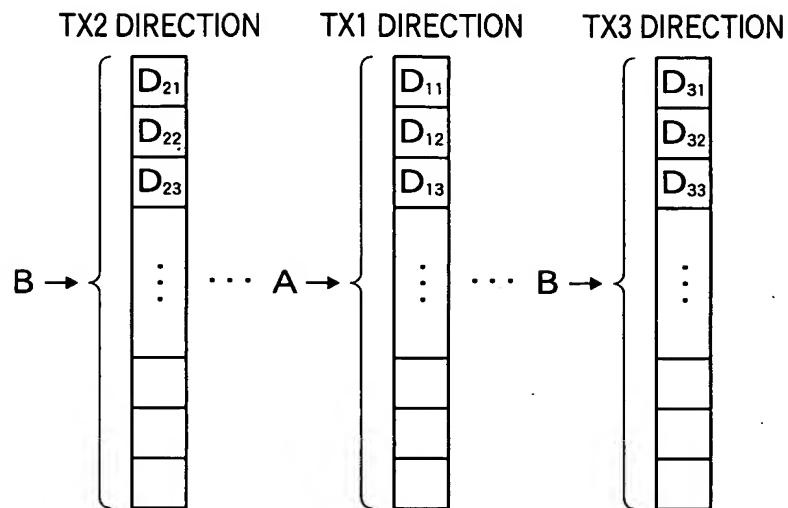 TX2 DIRECTION TX1 DIRECTION TX3 DIRECTION
D21 D11 D31
D22 D12 D32
D23 D13 D33
B → ⋮ ··· A → ⋮ ··· B → ⋮